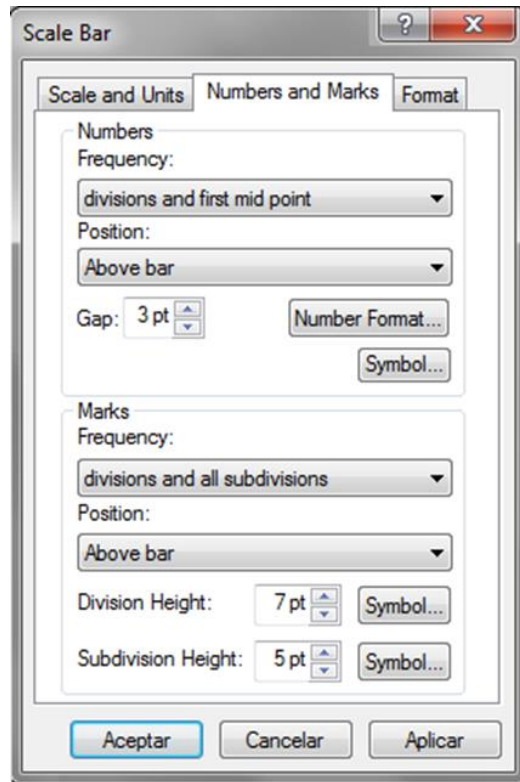 Scale Bar
Scale and Units Numbers and Marks Format
Numbers
Frequency:
divisions and first mid point
Position:
Above bar
Gap: 3 pt Number Format...
Symbol...
Marks
Frequency:
divisions and all subdivisions
Position:
Above bar
Division Height: 7 pt Symbol...
Subdivision Height: 5 pt Symbol...
Aceptar Cancelar Aplicar